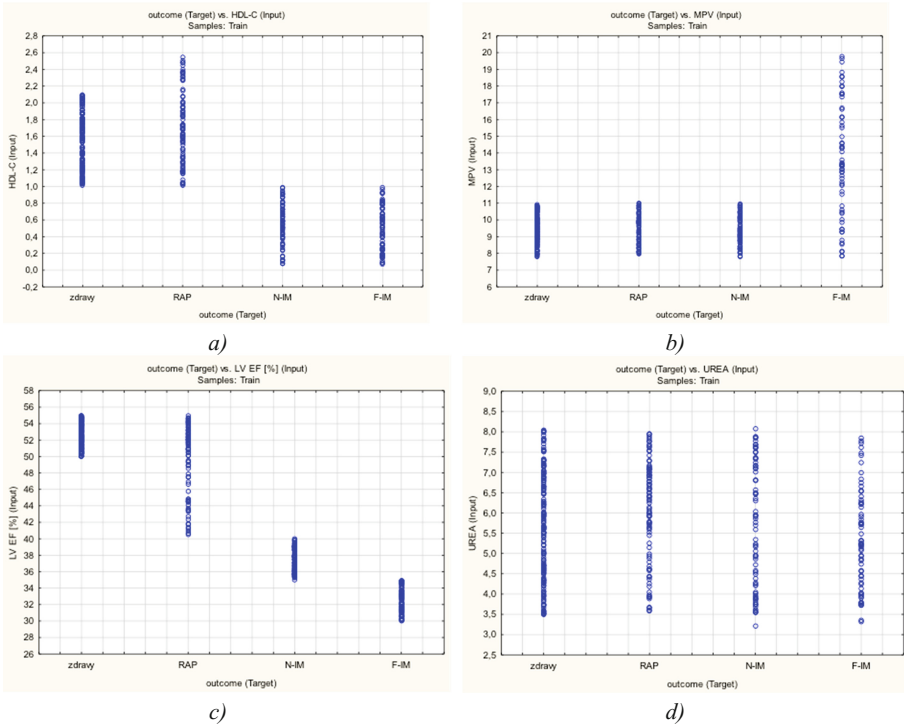 outcome (Target) vs. HDL-C (Input)
Samples: Train
HDL-C (Input)
2,8
2,6
2,4
2,2
2,0
1,8
1,6
1,4
1,2
1,0
0,8
0,6
0,4
0,2
0,0
-0,2
zdravy RAP N-IM F-IM
outcome (Target)
a)
outcome (Target) vs. MPV (Input)
Samples: Train
MPV (Input)
21
20
19
18
17
16
15
14
13
12
11
10
9
8
7
6
zdravy RAP N-IM F-IM
outcome (Target)
b)
outcome (Target) vs. LV EF [%] (Input)
Samples: Train
LV EF [%] (Input)
58
56
54
52
50
48
46
44
42
40
38
36
34
32
30
28
26
zdravy RAP N-IM F-IM
outcome (Target)
c)
outcome (Target) vs. UREA (Input)
Samples: Train
UREA (Input)
9,0
8,5
8,0
7,5
7,0
6,5
6,0
5,5
5,0
4,5
4,0
3,5
3,0
2,5
zdravy RAP N-IM F-IM
outcome (Target)
d)